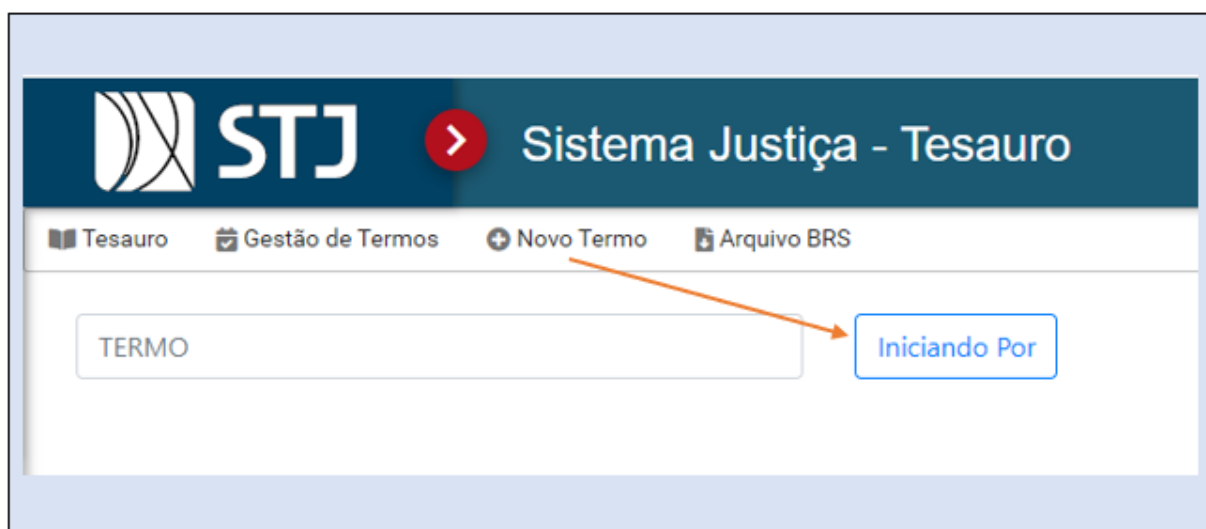 STJ Sistema Justiça - Tesauro
Tesauro Gestão de Termos Novo Termo Arquivo BRS
TERMO Iniciando Por